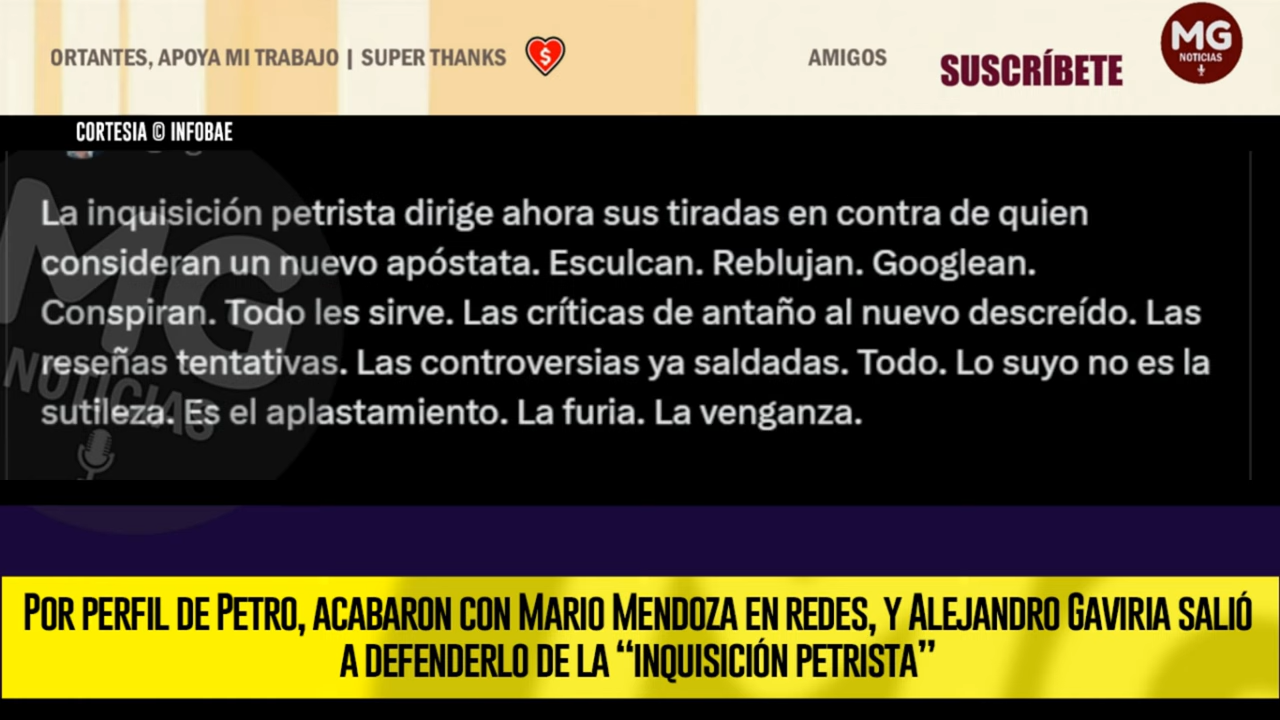 ORTANTES, APOYA MI TRABAJO | SUPER THANKS
$
AMIGOS
SUSCRÍBETE
MG
NOTICIAS
CORTESIA © INFOBAE
La inquisición petrista dirige ahora sus tiradas en contra de quien
consideran un nuevo apóstata. Esculcan. Reblujan. Googlean.
Conspiran. Todo les sirve. Las críticas de antaño al nuevo descreído. Las
reseñas tentativas. Las controversias ya saldadas. Todo. Lo suyo no es la
sutileza. Es el aplastamiento. La furia. La venganza.
MG
NOTICIAS
POR PERFIL DE PETRO, ACABARON CON MARIO MENDOZA EN REDES, Y ALEJANDRO GAVIRIA SALIÓ
A DEFENDERLO DE LA “INQUISICIÓN PETRISTA”